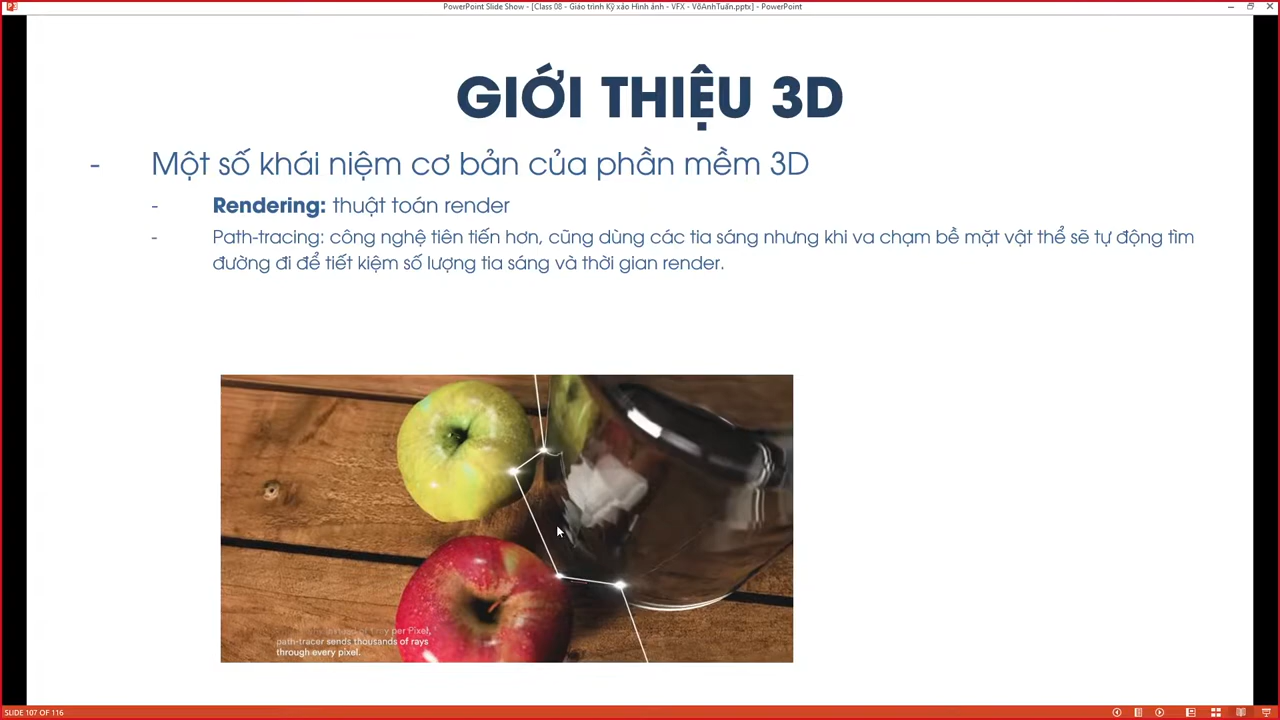 PowerPoint Slide Show - [Class 08 - Giáo trình Kỹ xảo Hình ảnh - VFX - VõAnhTuấn.pptx] - PowerPoint
GIỚI THIỆU 3D
- Một số khái niệm cơ bản của phần mềm 3D
- Rendering: thuật toán render
- Path-tracing: công nghệ tiên tiến hơn, cũng dùng các tia sáng nhưng khi va chạm bề mặt vật thể sẽ tự động tìm
đường đi để tiết kiệm số lượng tia sáng và thời gian render.
per Pixel,
path-tracer sends thousands of rays
through every pixel.
SLIDE 107 OF 116